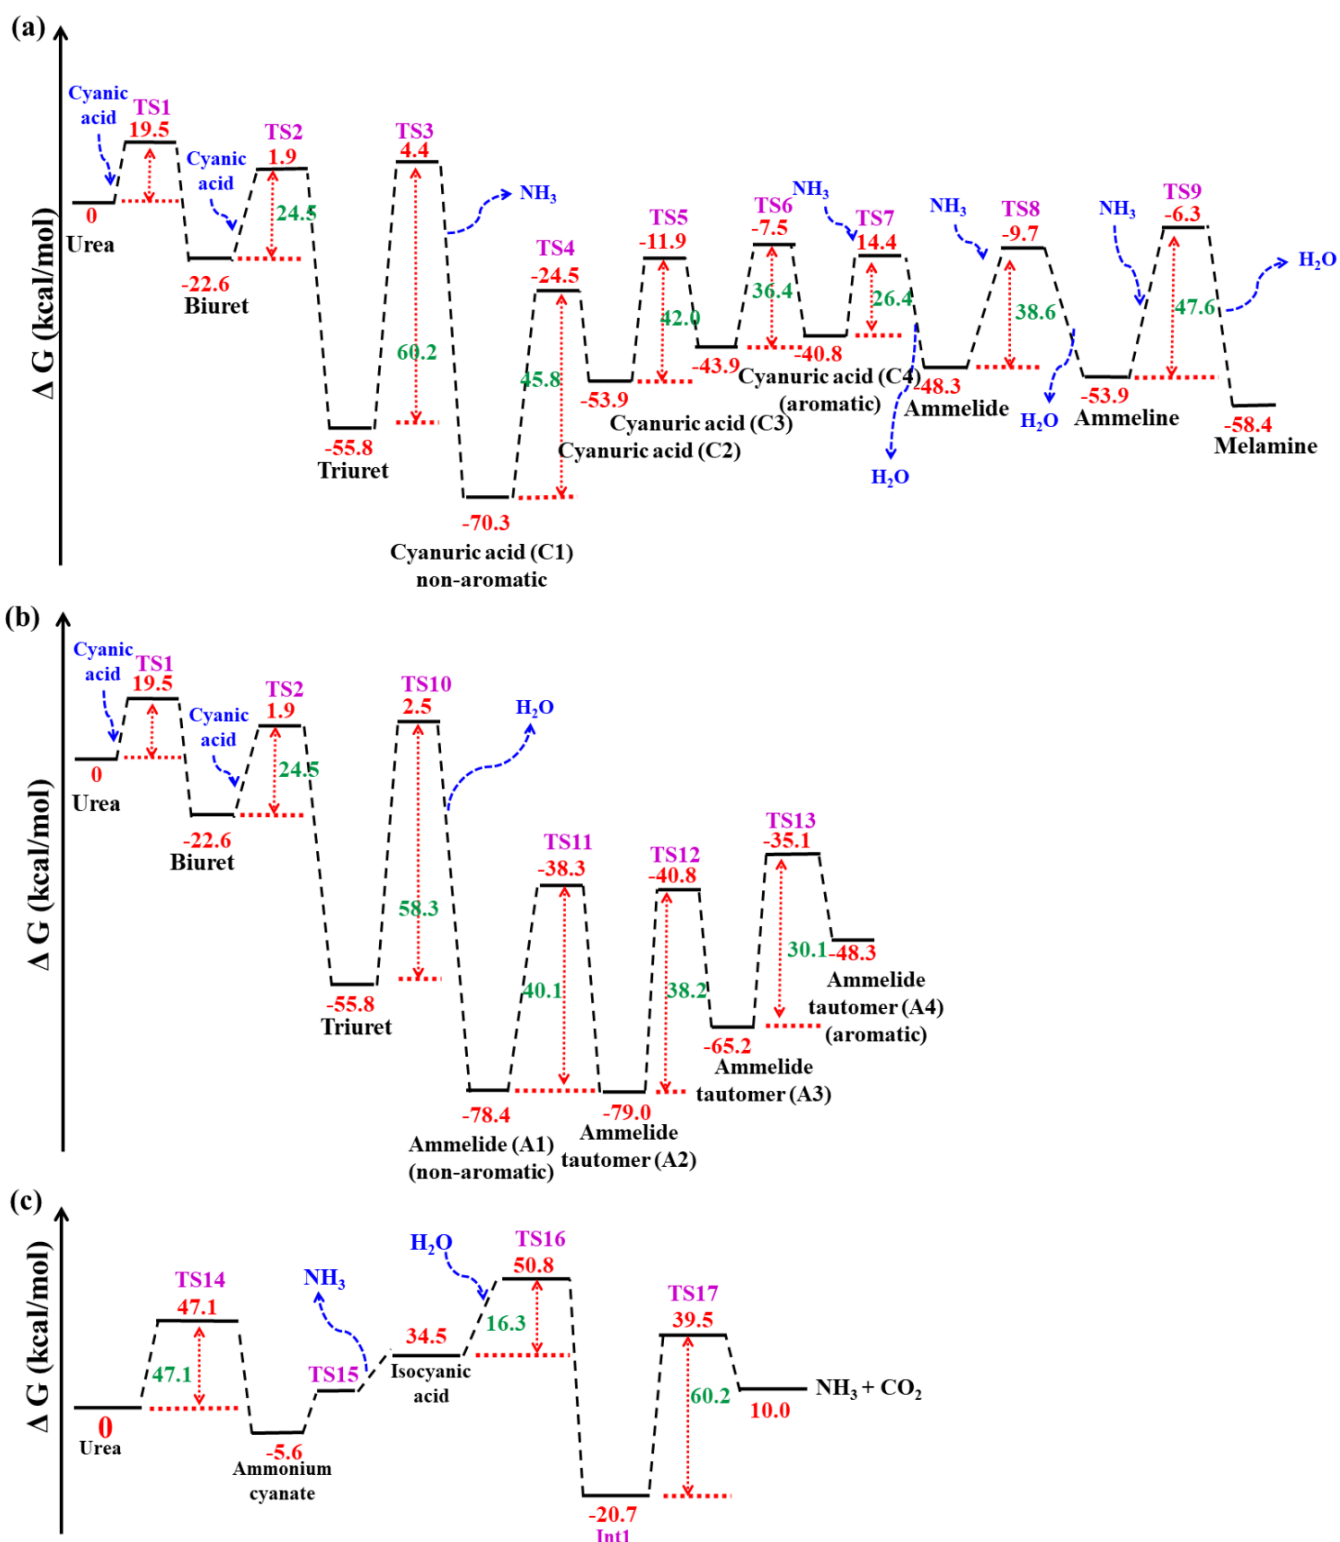 (a)
Δ G (kcal/mol)
Cyanic
acid
TS1
19.5
0
Urea
-22.6
Biuret
Cyanic
acid
TS2
1.9
24.5
-55.8
Triuret
TS3
4.4
60.2
NH₃
-70.3
Cyanuric acid (C1)
non-aromatic
TS4
-24.5
45.8
-53.9
Cyanuric acid (C2)
TS5
-11.9
42.0
-43.9
Cyanuric acid (C3)
TS6
-7.5
36.4
-40.8
Cyanuric acid (C4)
(aromatic)
NH₃
TS7
14.4
26.4
H₂O
-48.3
Ammelide
NH₃
TS8
-9.7
38.6
H₂O
-53.9
Ammeline
NH₃
TS9
-6.3
47.6
H₂O
-58.4
Melamine
(b)
Δ G (kcal/mol)
Cyanic
acid
TS1
19.5
0
Urea
-22.6
Biuret
Cyanic
acid
TS2
1.9
24.5
-55.8
Triuret
TS10
2.5
58.3
H₂O
-78.4
Ammelide (A1)
(non-aromatic)
TS11
-38.3
40.1
-79.0
Ammelide
tautomer (A2)
TS12
-40.8
38.2
-65.2
Ammelide
tautomer (A3)
TS13
-35.1
30.1
-48.3
Ammelide
tautomer (A4)
(aromatic)
(c)
Δ G (kcal/mol)
0
Urea
TS14
47.1
47.1
-5.6
Ammonium
cyanate
TS15
NH₃
34.5
Isocyanic
acid
H₂O
TS16
50.8
16.3
-20.7
Int1
TS17
39.5
60.2
10.0
NH₃ + CO₂